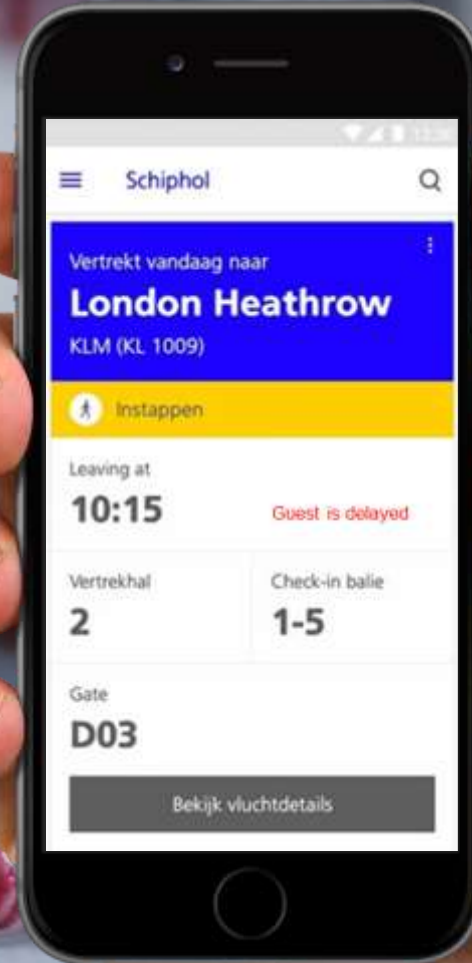 Schiphol
Vertrekt vandaag naar
London Heathrow
KLM (KL 1009)
Instappen
Leaving at
10:15
Guest is delayed
Vertrekhal
2
Check-in balie
1-5
Gate
D03
Bekijk vluchtdetails